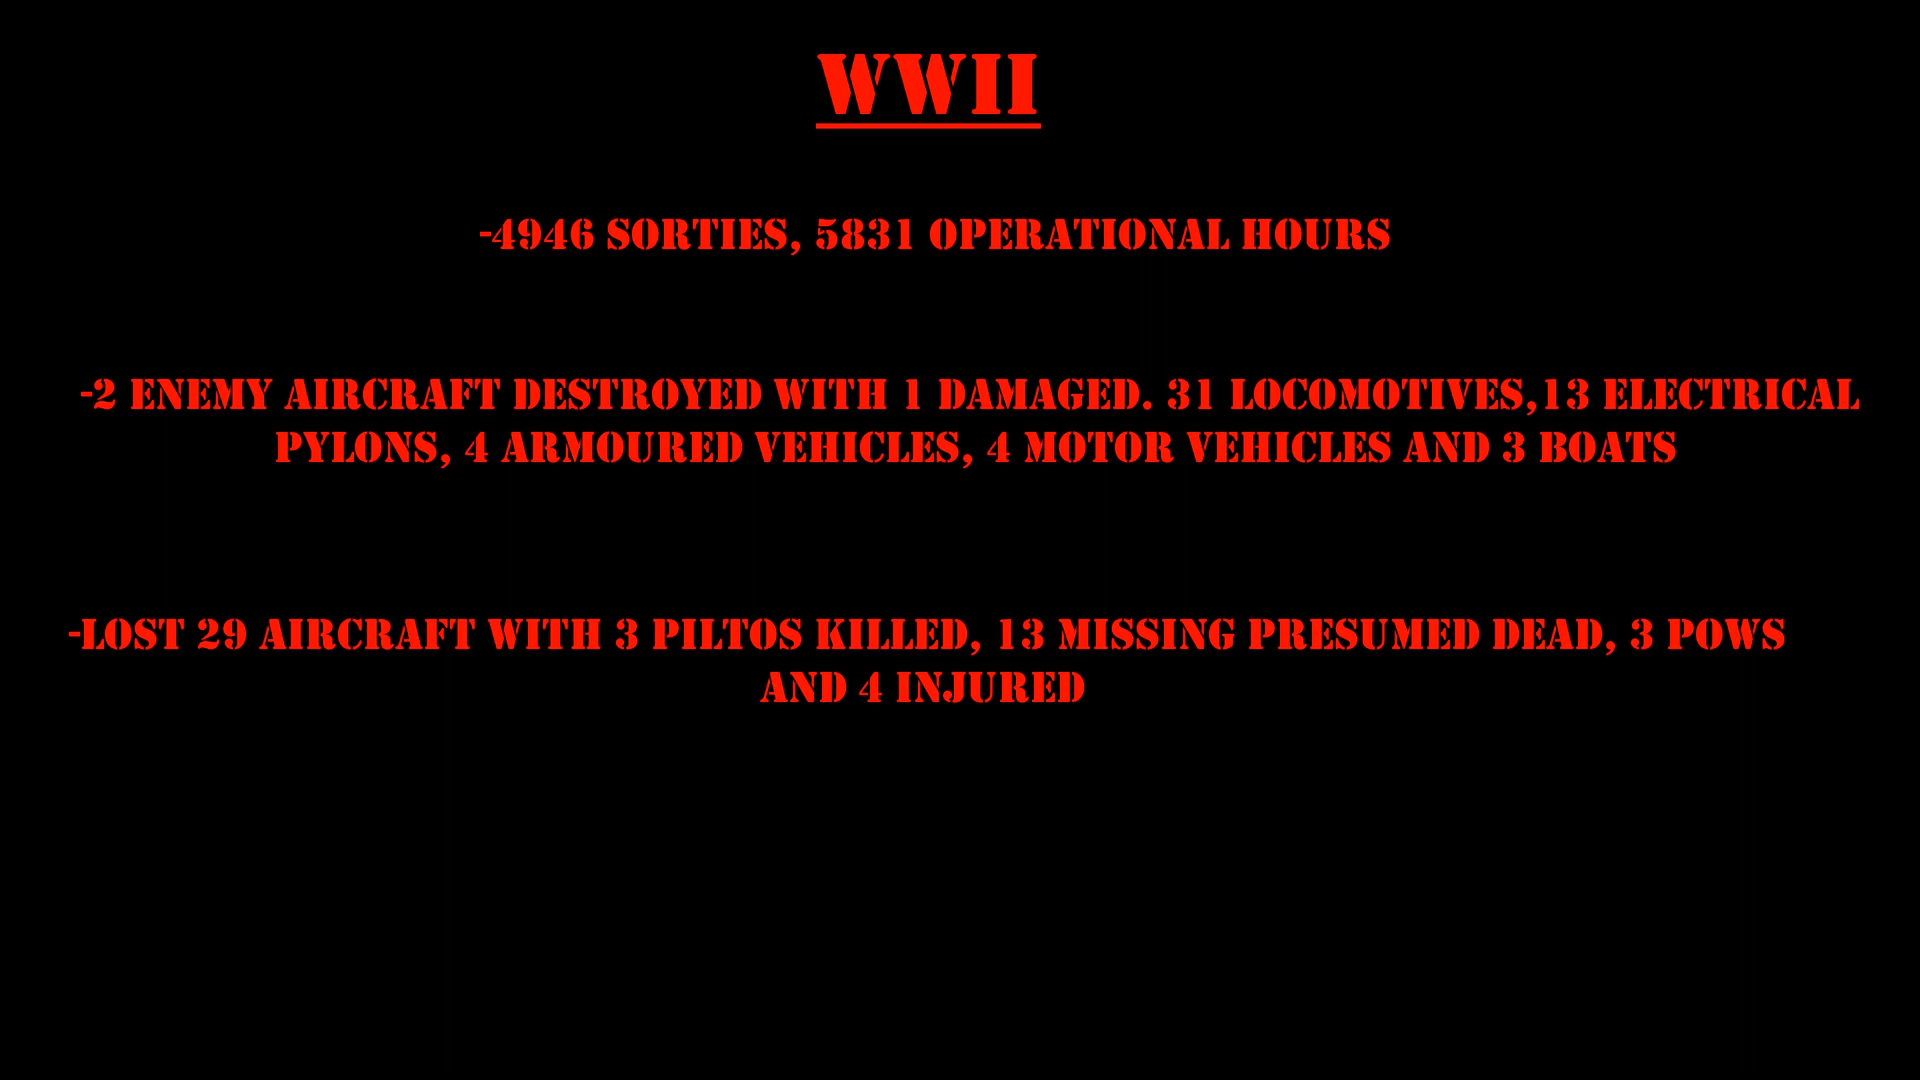 WWII
-4946 SORTIES, 5831 OPERATIONAL HOURS
-2 ENEMY AIRCRAFT DESTROYED WITH 1 DAMAGED. 31 LOCOMOTIVES,13 ELECTRICAL
PYLONS, 4 ARMOURED VEHICLES, 4 MOTOR VEHICLES AND 3 BOATS
-LOST 29 AIRCRAFT WITH 3 PILTOS KILLED, 13 MISSING PRESUMED DEAD, 3 POWS
AND 4 INJURED